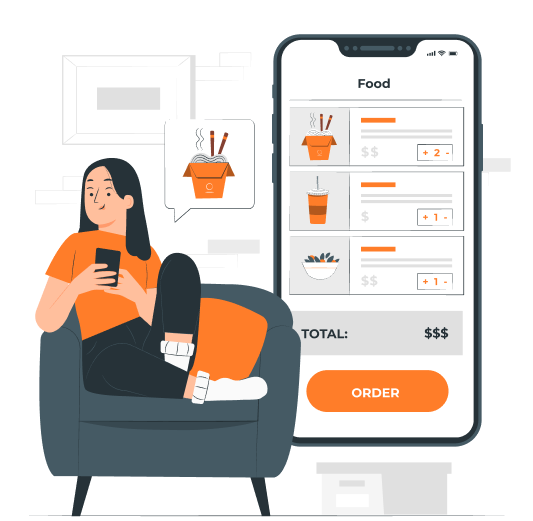 Food
$$
+ 2 -
$
+ 1 -
$$
+ 1 -
TOTAL: $$$
ORDER